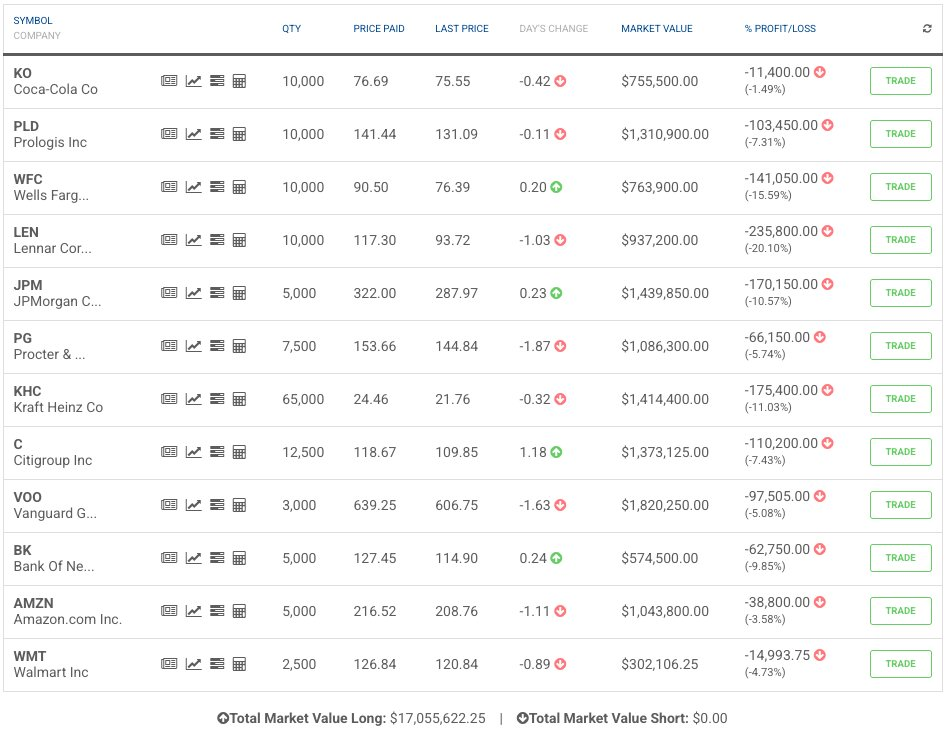 SYMBOL
COMPANY
QTY PRICE PAID LAST PRICE DAY'S CHANGE MARKET VALUE % PROFIT/LOSS
KO
Coca-Cola Co
10,000 76.69 75.55 -0.42 $755,500.00
-11,400.00
(-1.49%)
TRADE
PLD
Prologis Inc
10,000 141.44 131.09 -0.11 $1,310,900.00
-103,450.00
(-7.31%)
TRADE
WFC
Wells Farg...
10,000 90.50 76.39 0.20 $763,900.00
-141,050.00
(-15.59%)
TRADE
LEN
Lennar Cor...
10,000 117.30 93.72 -1.03 $937,200.00
-235,800.00
(-20.10%)
TRADE
JPM
JPMorgan C...
5,000 322.00 287.97 0.23 $1,439,850.00
-170,150.00
(-10.57%)
TRADE
PG
Procter & ...
7,500 153.66 144.84 -1.87 $1,086,300.00
-66,150.00
(-5.74%)
TRADE
KHC
Kraft Heinz Co
65,000 24.46 21.76 -0.32 $1,414,400.00
-175,400.00
(-11.03%)
TRADE
C
Citigroup Inc
12,500 118.67 109.85 1.18 $1,373,125.00
-110,200.00
(-7.43%)
TRADE
VOO
Vanguard G...
3,000 639.25 606.75 -1.63 $1,820,250.00
-97,505.00
(-5.08%)
TRADE
BK
Bank Of Ne...
5,000 127.45 114.90 0.24 $574,500.00
-62,750.00
(-9.85%)
TRADE
AMZN
Amazon.com Inc.
5,000 216.52 208.76 -1.11 $1,043,800.00
-38,800.00
(-3.58%)
TRADE
WMT
Walmart Inc
2,500 126.84 120.84 -0.89 $302,106.25
-14,993.75
(-4.73%)
TRADE
Total Market Value Long: $17,055,622.25 | Total Market Value Short: $0.00